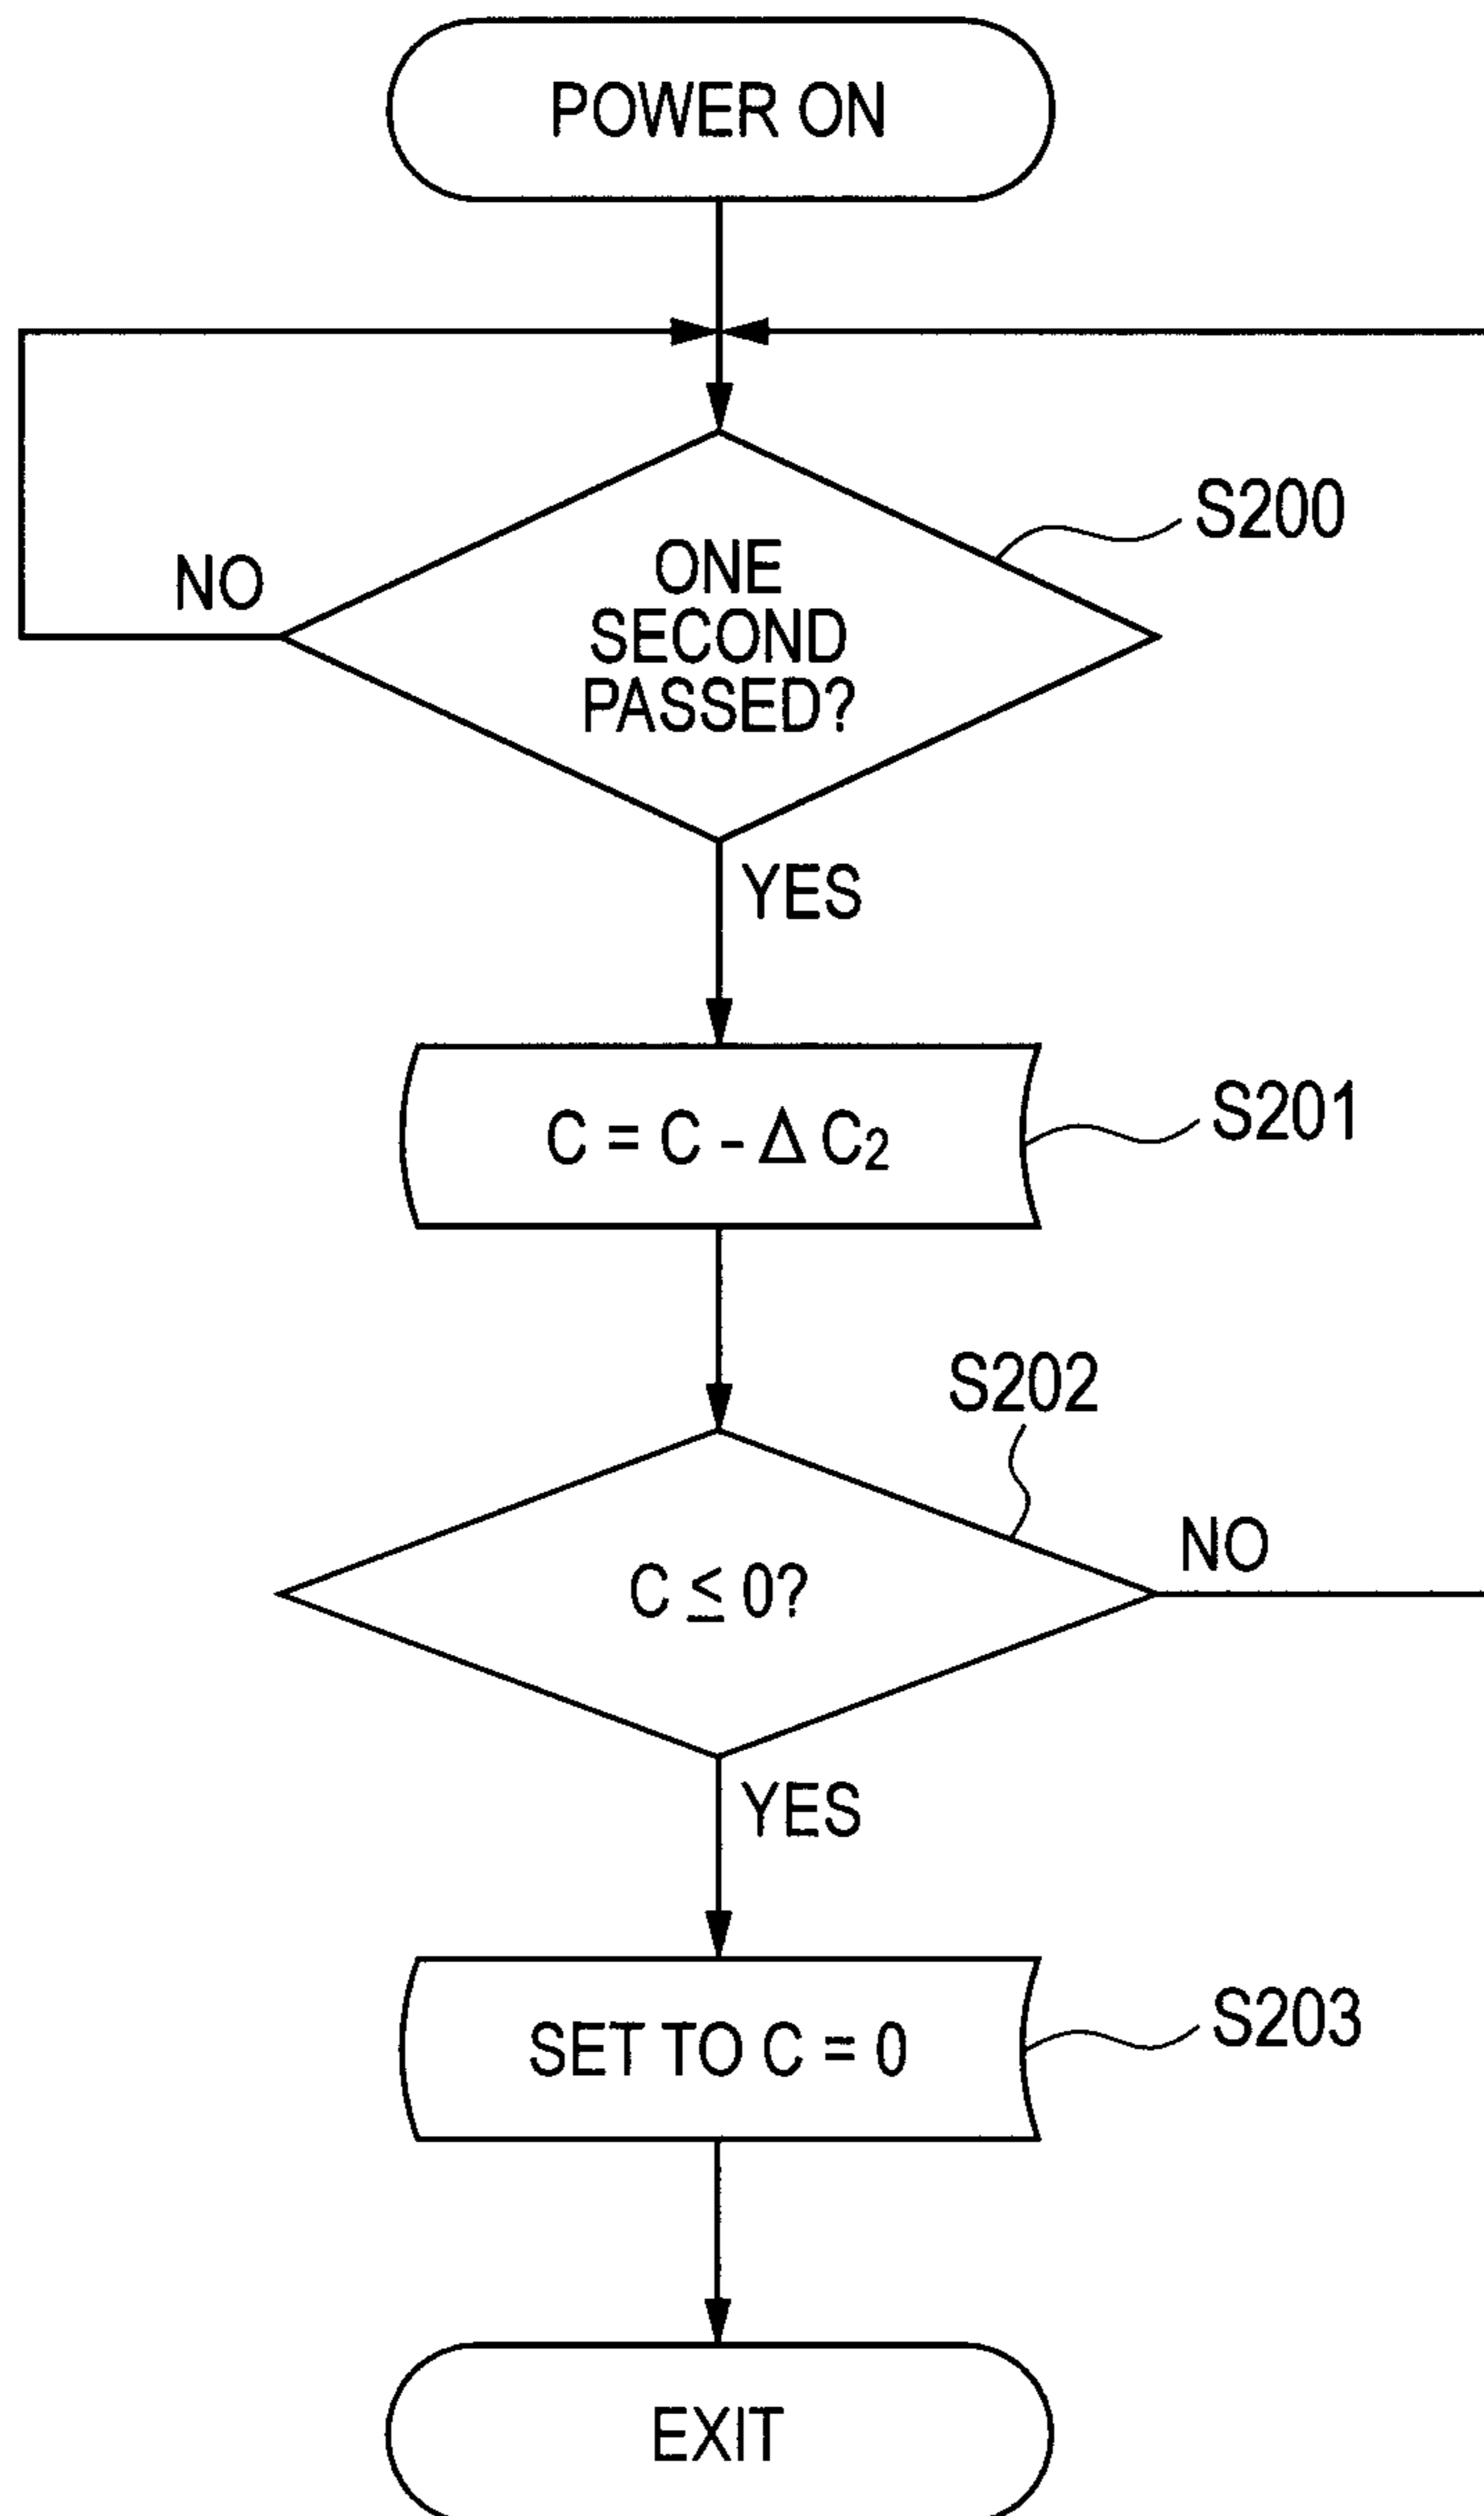 POWER ON
S200
NO
ONE
SECOND
PASSED?
YES
C = C - Δ C₂
S201
S202
C ≤ 0?
NO
YES
SET TO C = 0
S203
EXIT